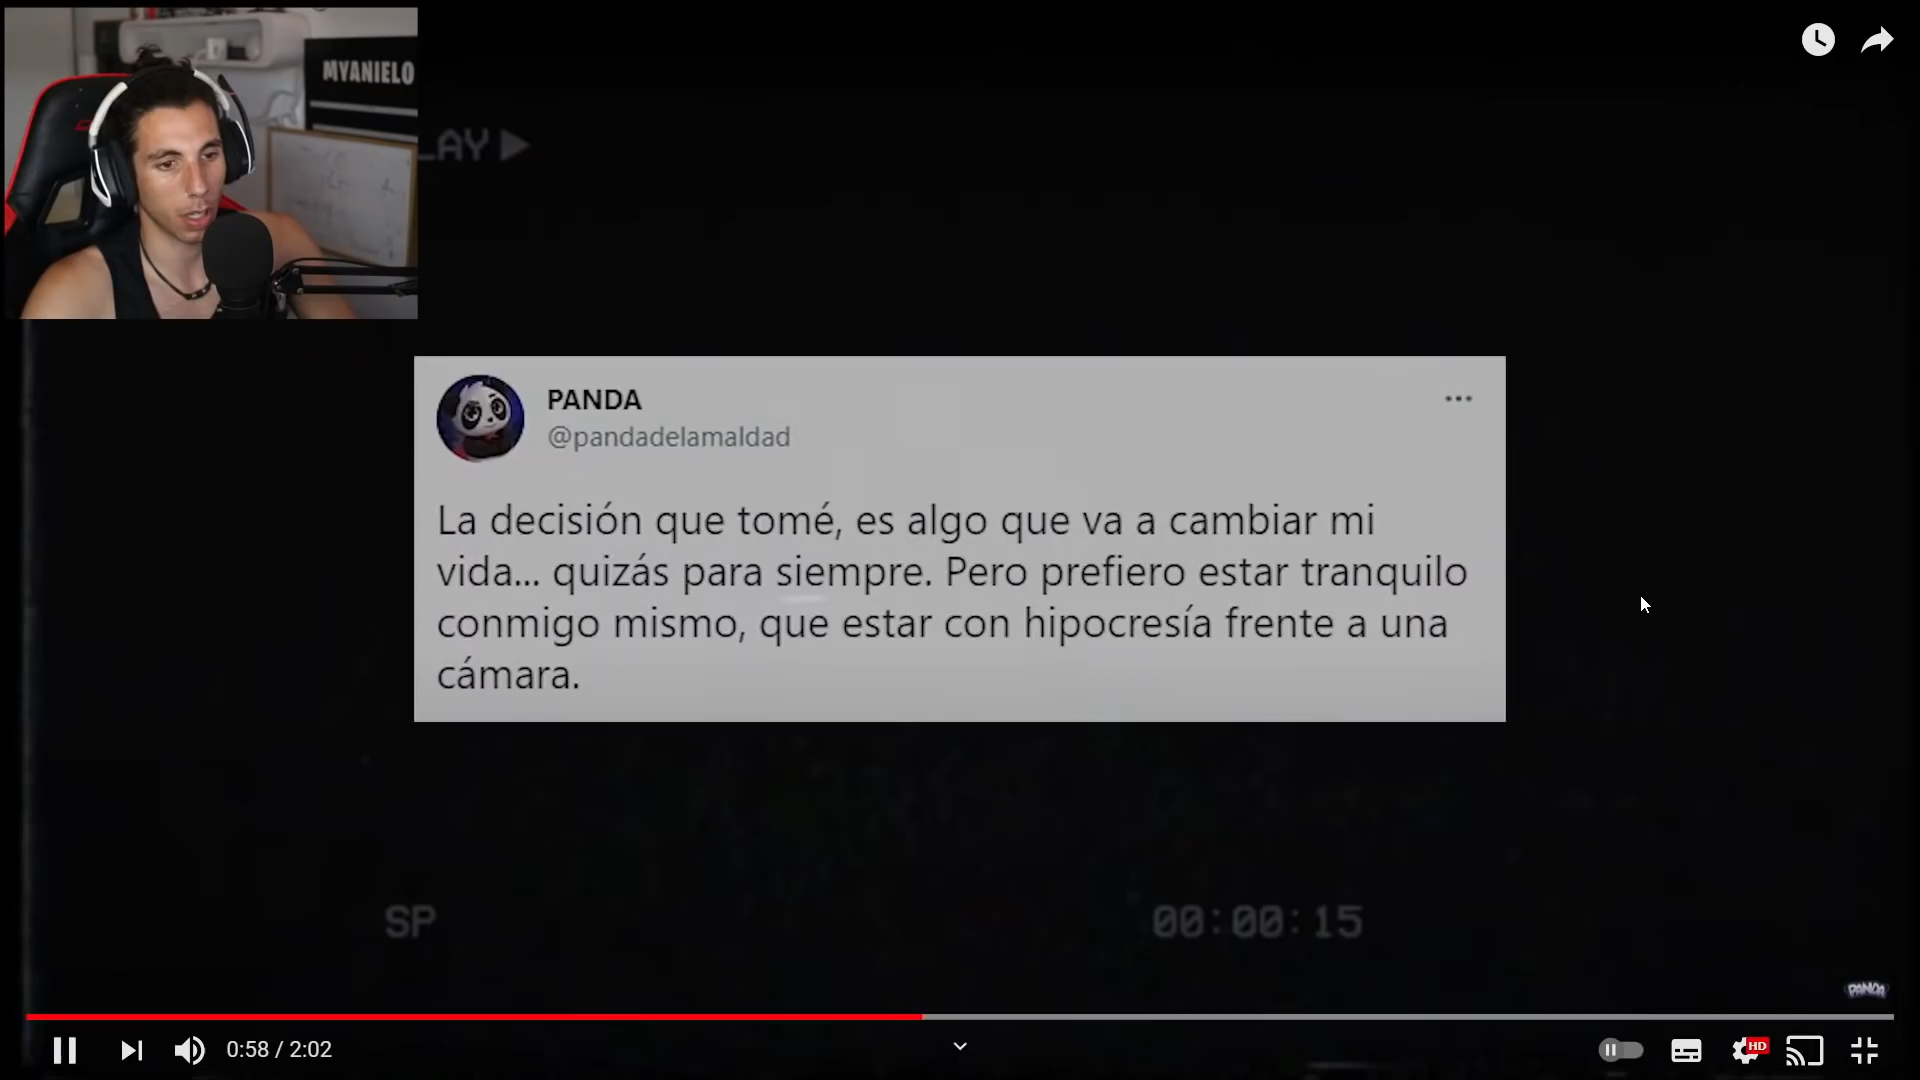 MYANIELO
LAY
PANDA
@pandadelamaldad
La decisión que tomé, es algo que va a cambiar mi
vida... quizás para siempre. Pero prefiero estar tranquilo
conmigo mismo, que estar con hipocresía frente a una
cámara.
SP
00:00:15
PANDA
0:58 / 2:02
HD